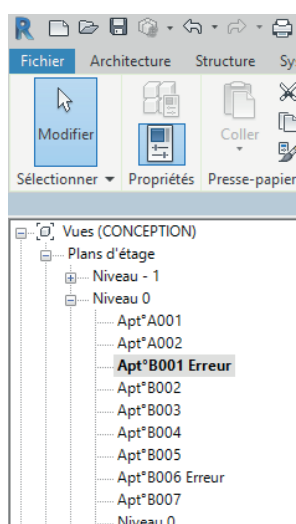 R
Fichier Architecture Structure Sy
Modifier
Coller
Sélectionner Propriétés Presse-papier
Vues (CONCEPTION)
Plans d'étage
Niveau - 1
Niveau 0
Apt°A001
Apt°A002
Apt°B001 Erreur
Apt°B002
Apt°B003
Apt°B004
Apt°B005
Apt°B006 Erreur
Apt°B007
Niveau 0